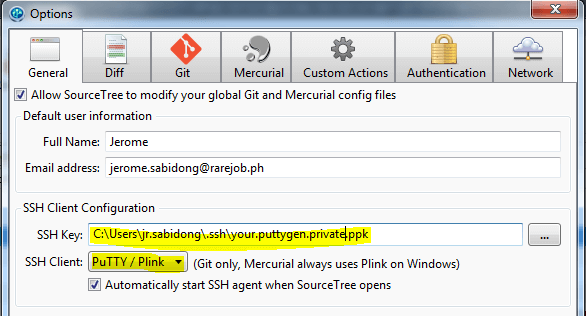 Options
General Diff Git Mercurial Custom Actions Authentication Network
Allow SourceTree to modify your global Git and Mercurial config files
Default user information
Full Name: Jerome
Email address: jerome.sabidong@rarejob.ph
SSH Client Configuration
SSH Key: C:\Users\jr.sabidong\.ssh\your.puttygen.private.ppk ...
SSH Client: PuTTY / Plink (Git only, Mercurial always uses Plink on Windows)
Automatically start SSH agent when SourceTree opens